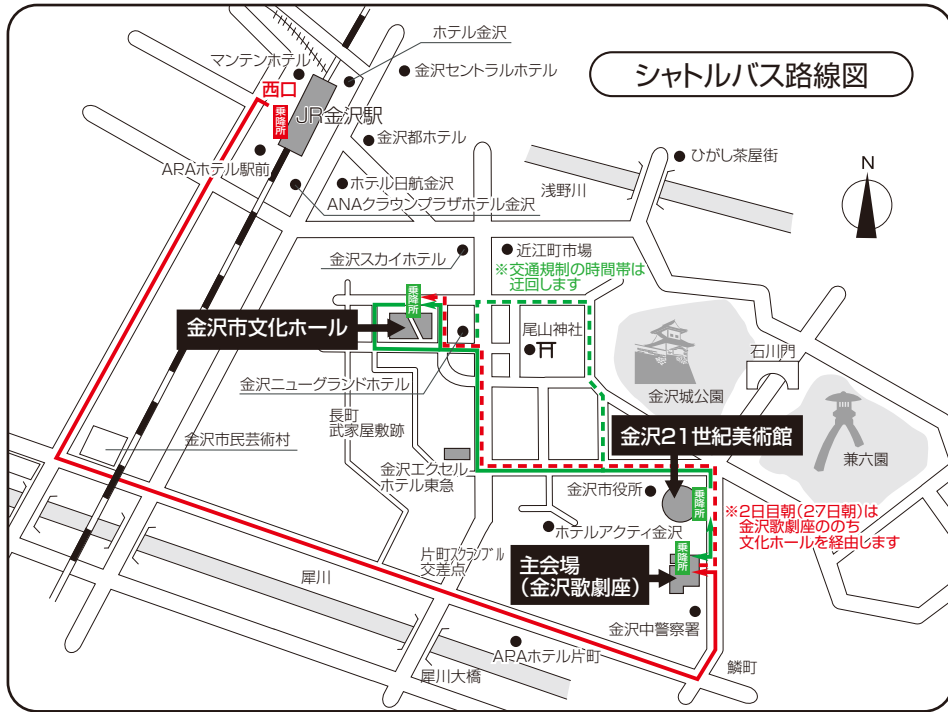 シャトルバス路線図
ホテル金沢
マンテンホテル
金沢セントラルホテル
西口
乗降所
JR金沢駅
金沢都ホテル
APAホテル駅前
ホテル日航金沢
ANAクラウンプラザホテル金沢
ひがし茶屋街
浅野川
N
金沢スカイホテル
近江町市場
※交通規制の時間帯は
迂回します
乗降所
金沢市文化ホール
尾山神社
石川門
金沢ニューグランドホテル
金沢城公園
長町
武家屋敷跡
金沢21世紀美術館
兼六園
金沢市民芸術村
金沢エクセル
ホテル東急
金沢市役所
乗降所
※2日目朝(27日朝)は
金沢歌劇座ののち
文化ホールを経由します
ホテルアクティ金沢
片町スクランブル
交差点
乗降所
主会場
(金沢歌劇座)
犀川
金沢中警察署
APAホテル片町
鱗町
犀川大橋